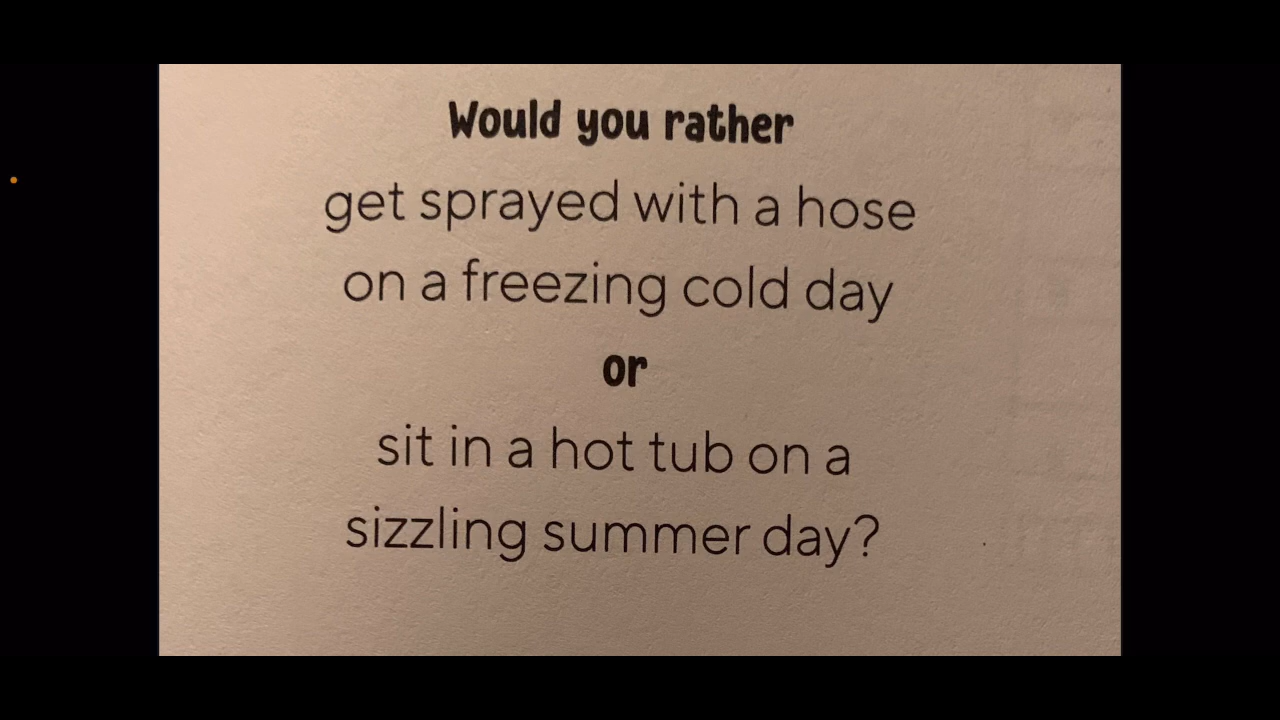 Would you rather
get sprayed with a hose
on a freezing cold day
or
sit in a hot tub on a
sizzling summer day?